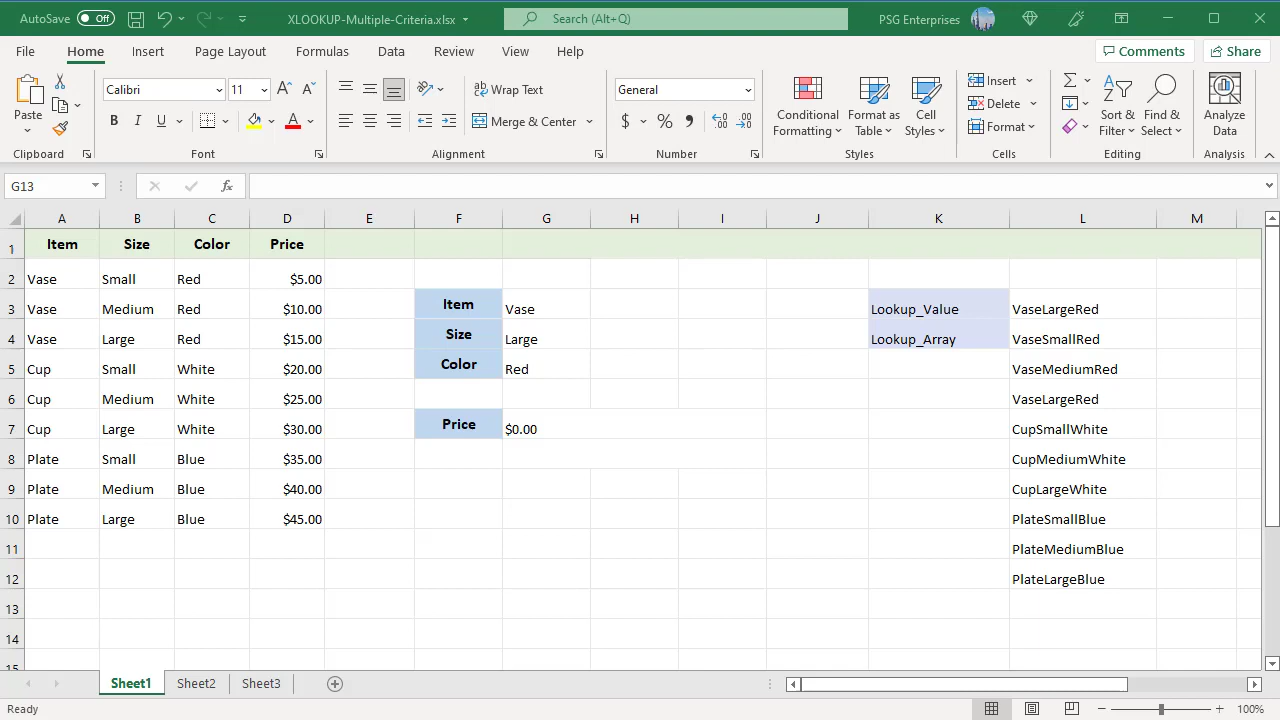 AutoSave Off XLOOKUP-Multiple-Criteria.xlsx Search (Alt+Q) PSG Enterprises
File Home Insert Page Layout Formulas Data Review View Help Comments Share
Paste Calibri 11 A A Wrap Text General Conditional Formatting Format as Table Cell Styles Insert Sort & Filter Find & Select Analyze Data
B I U A Merge & Center $ % Delete
Format
Clipboard Font Alignment Number Styles Cells Editing Analysis
G13 fx
A B C D E F G H I J K L M
1 Item Size Color Price
2 Vase Small Red $5.00
3 Vase Medium Red $10.00 Item Vase Lookup_Value VaseLargeRed
4 Vase Large Red $15.00 Size Large Lookup_Array VaseSmallRed
5 Cup Small White $20.00 Color Red VaseMediumRed
6 Cup Medium White $25.00 VaseLargeRed
7 Cup Large White $30.00 Price $0.00 CupSmallWhite
8 Plate Small Blue $35.00 CupMediumWhite
9 Plate Medium Blue $40.00 CupLargeWhite
10 Plate Large Blue $45.00 PlateSmallBlue
11 PlateMediumBlue
12 PlateLargeBlue
13
14
15
Sheet1 Sheet2 Sheet3
Ready 100%